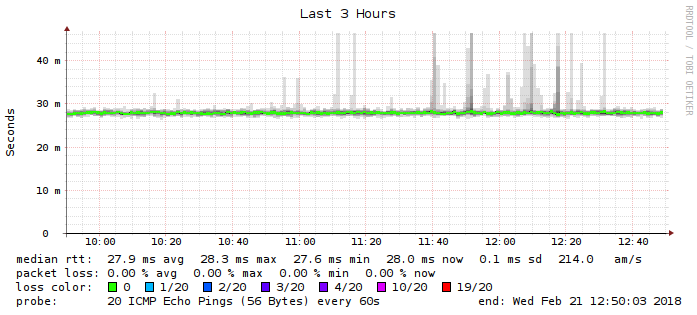 Last 3 Hours
RRDTOOL / TOBI OETIKER
Seconds
40 m
30 m
20 m
10 m
0
10:00 10:20 10:40 11:00 11:20 11:40 12:00 12:20 12:40
median rtt: 27.9 ms avg 28.3 ms max 27.6 ms min 28.0 ms now 0.1 ms sd 214.0 am/s
packet loss: 0.00 % avg 0.00 % max 0.00 % min 0.00 % now
loss color: 0 1/20 2/20 3/20 4/20 10/20 19/20
probe: 20 ICMP Echo Pings (56 Bytes) every 60s end: Wed Feb 21 12:50:03 2018